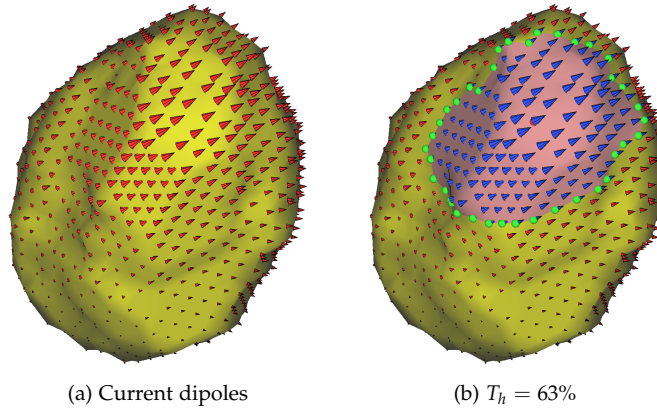 (a) Current dipoles
(b) T_h = 63%